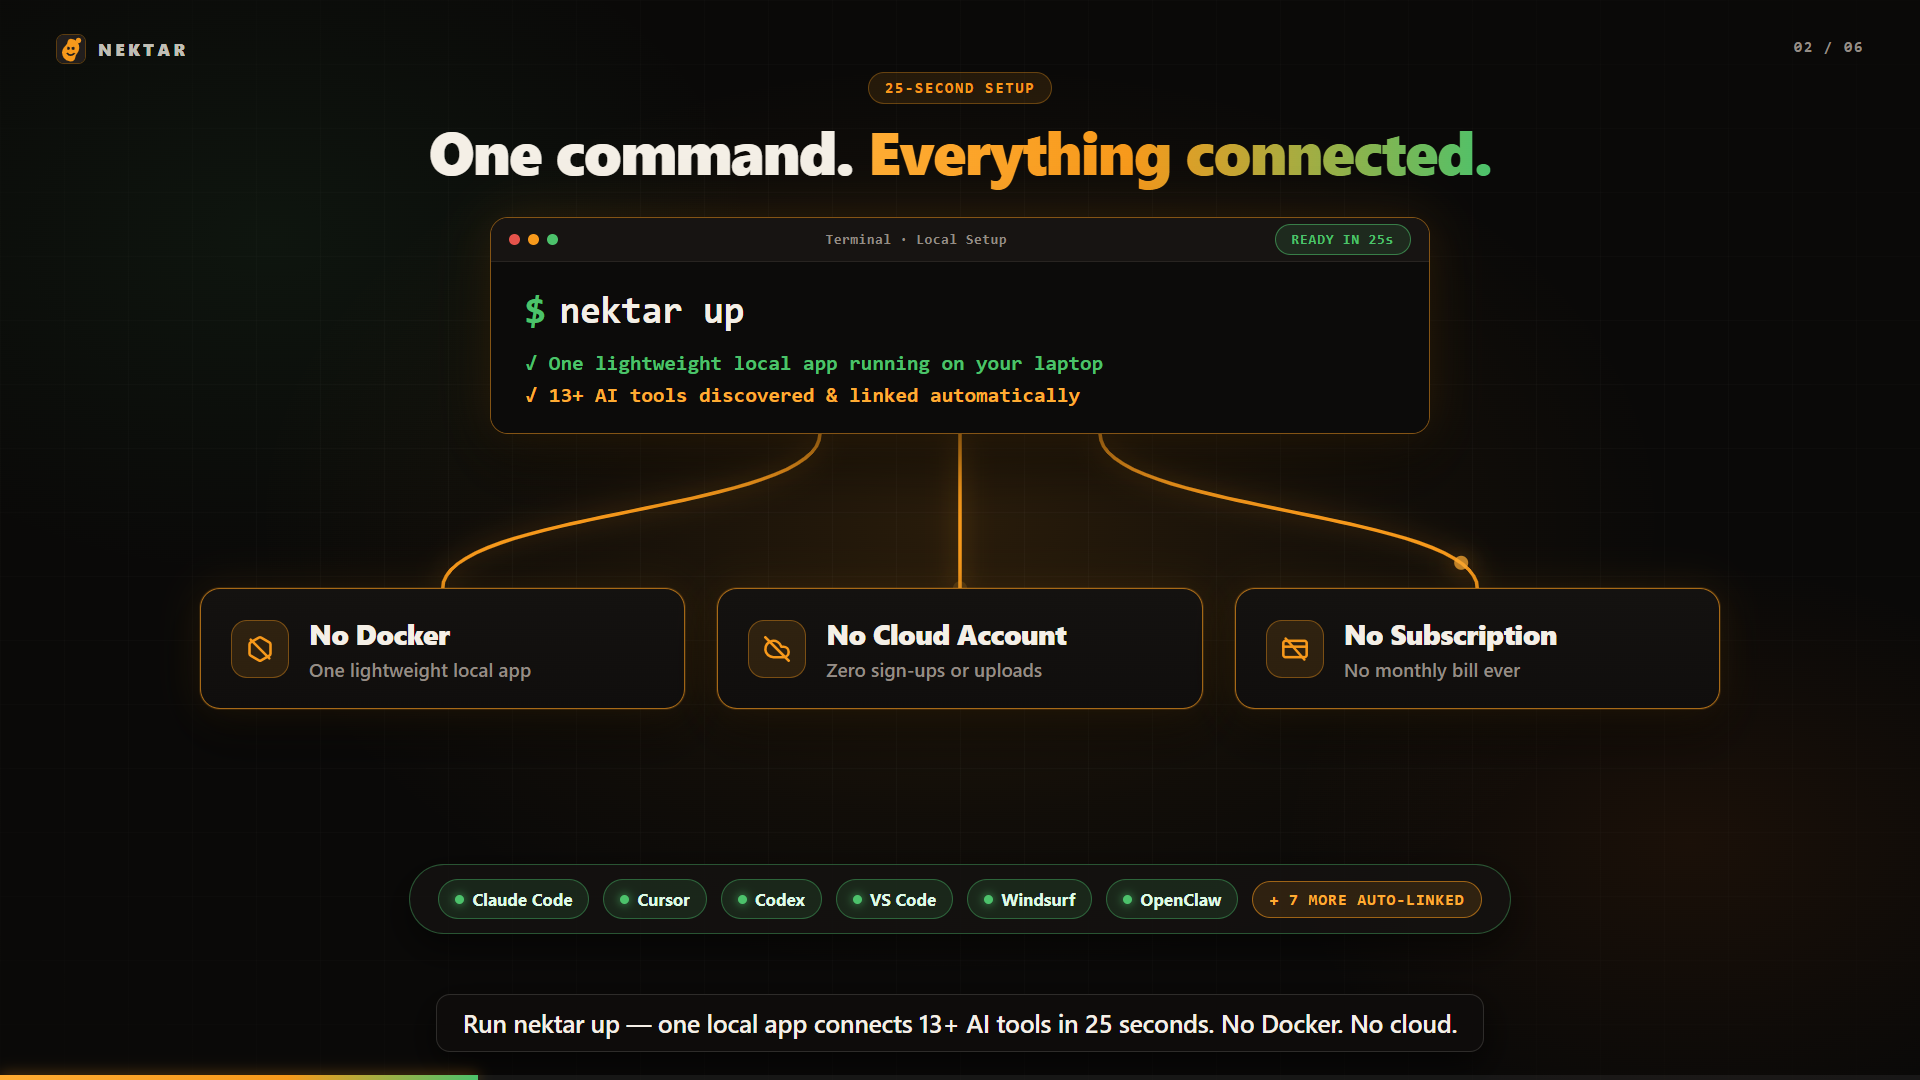 NEKTAR
02 / 06
25-SECOND SETUP
One command. Everything connected.
Terminal · Local Setup
READY IN 25s
$ nektar up
✓ One lightweight local app running on your laptop
✓ 13+ AI tools discovered & linked automatically
No Docker
One lightweight local app
No Cloud Account
Zero sign-ups or uploads
No Subscription
No monthly bill ever
Claude Code
Cursor
Codex
VS Code
Windsurf
OpenClaw
+ 7 MORE AUTO-LINKED
Run nektar up — one local app connects 13+ AI tools in 25 seconds. No Docker. No cloud.